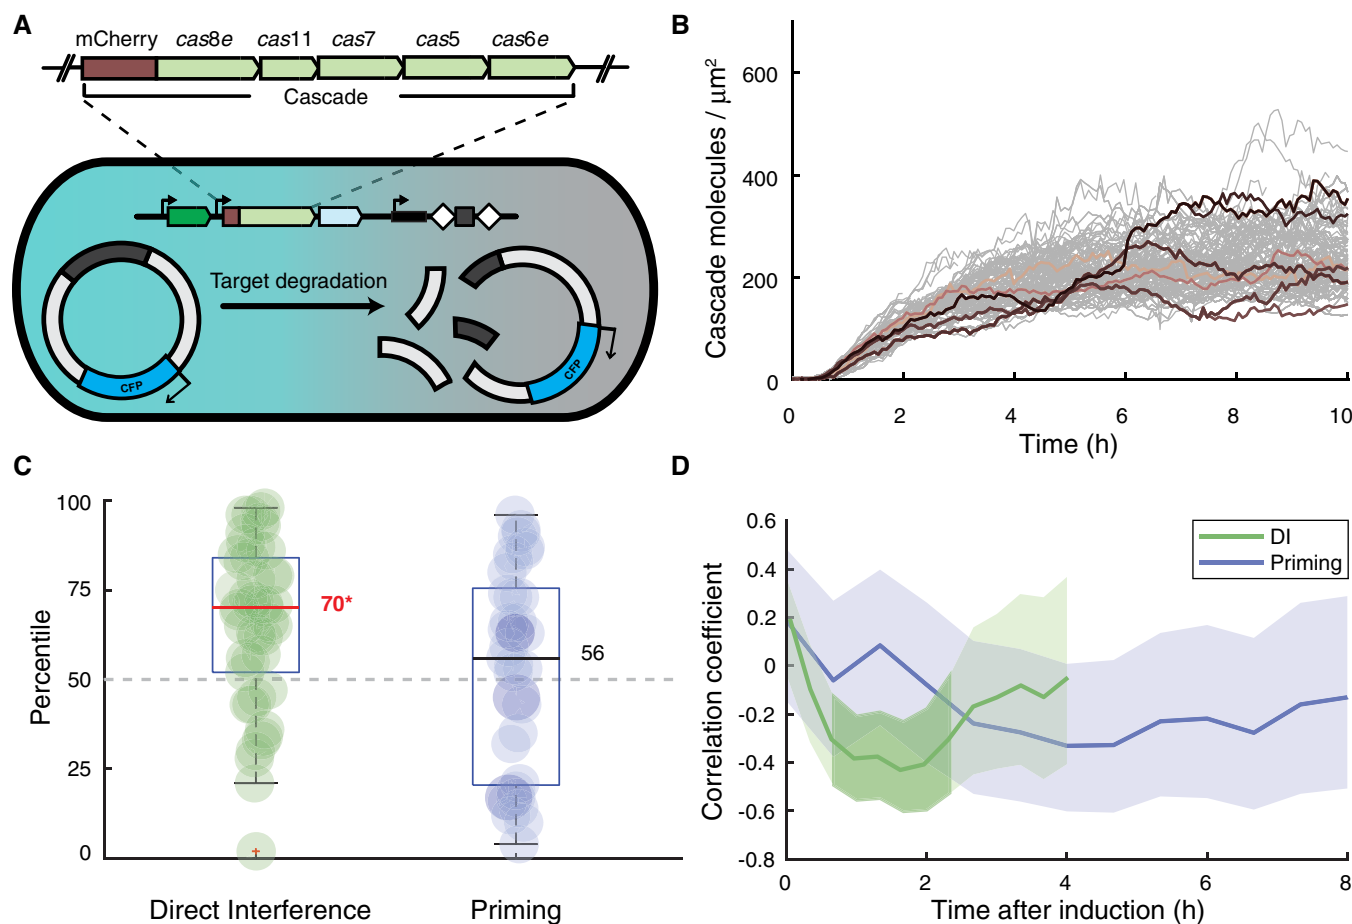 A
mCherry cas8e cas11 cas7 cas5 cas6e
Cascade
Target degradation
CFP
CFP
B
Cascade molecules / μm²
600
400
200
0
0 2 4 6 8 10
Time (h)
C
Percentile
100
75
50
25
0
70*
56
Direct Interference Priming
D
Correlation coefficient
0.6
0.4
0.2
0
-0.2
-0.4
-0.6
-0.8
DI
Priming
0 2 4 6 8
Time after induction (h)